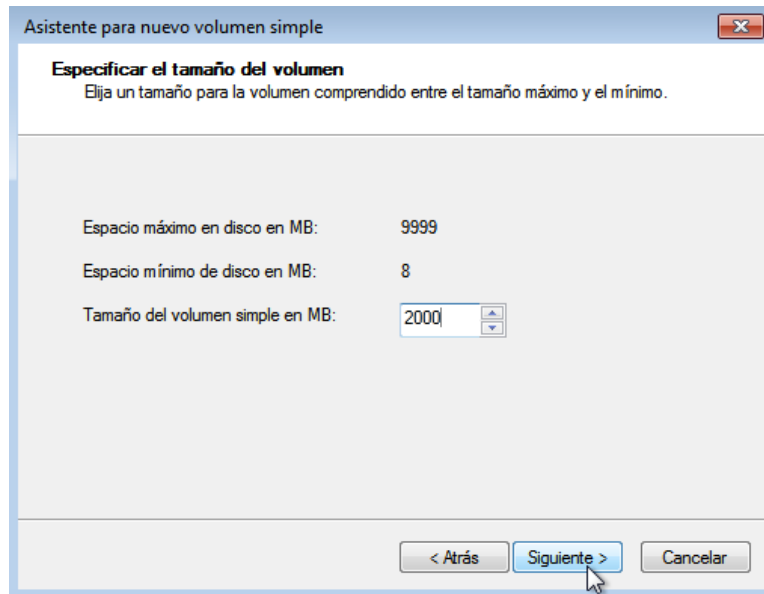 Asistente para nuevo volumen simple
Especificar el tamaño del volumen
Elija un tamaño para la volumen comprendido entre el tamaño máximo y el mínimo.
Espacio máximo en disco en MB: 9999
Espacio mínimo de disco en MB: 8
Tamaño del volumen simple en MB: 2000
< Atrás Siguiente > Cancelar